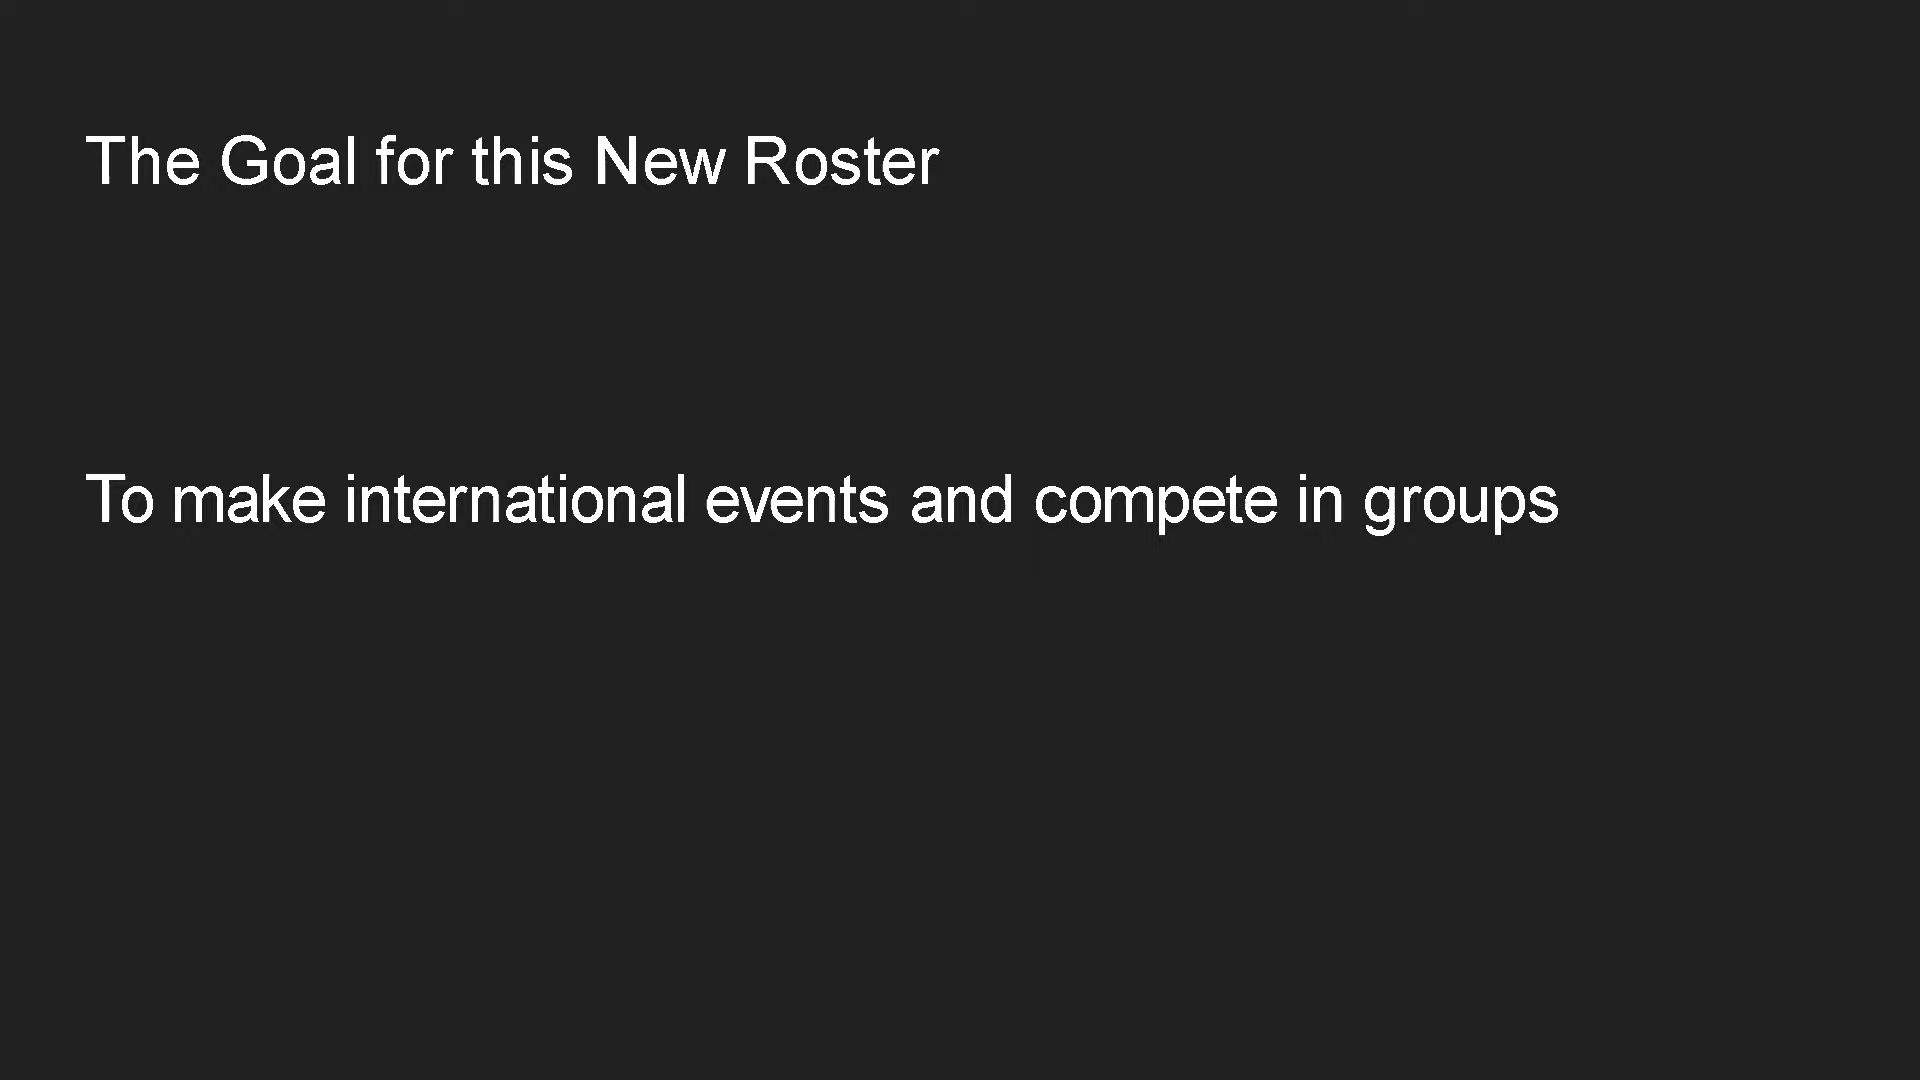 The Goal for this New Roster
To make international events and compete in groups